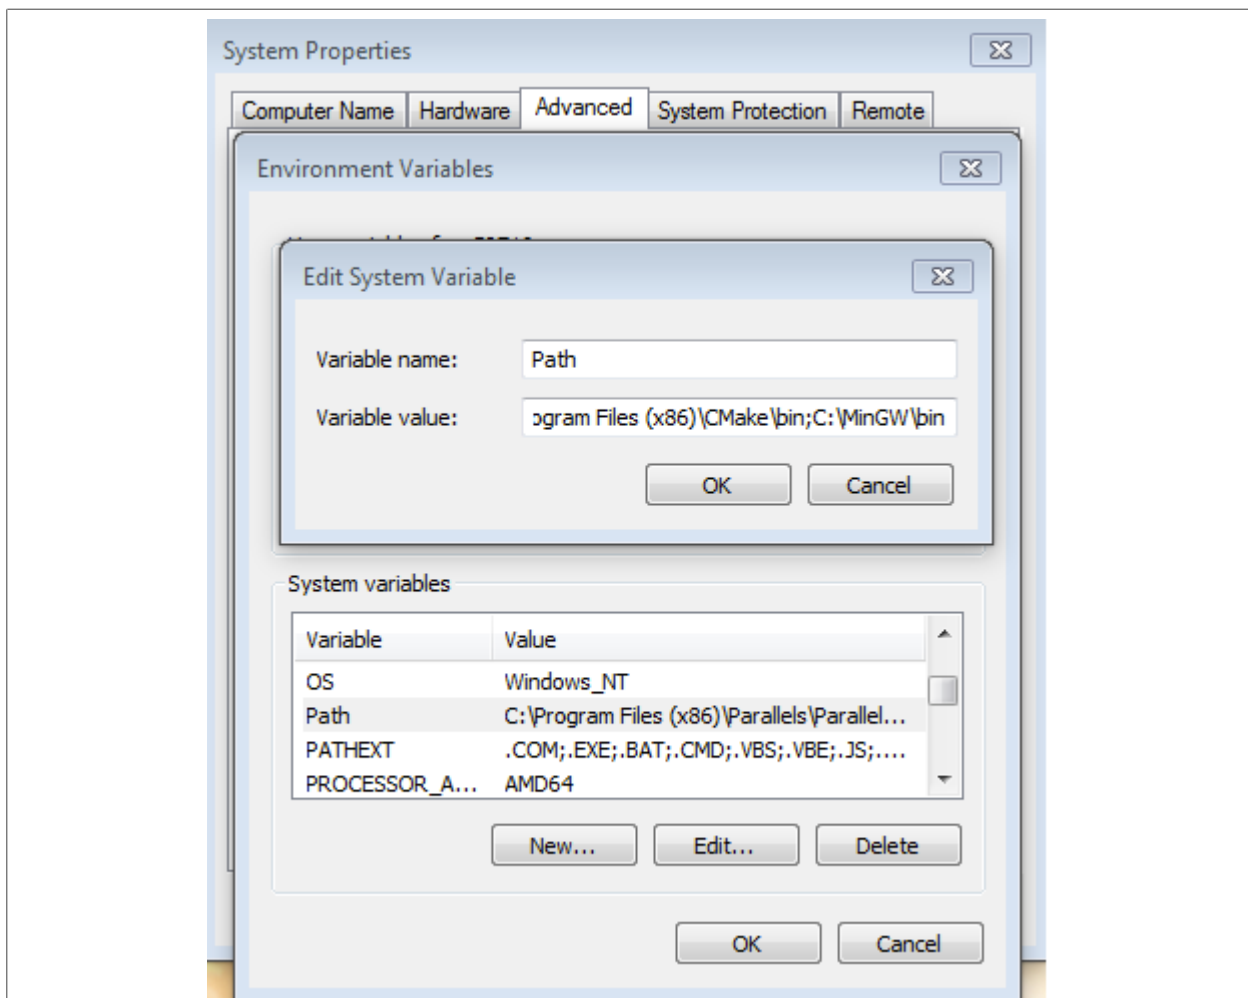 System Properties
Computer Name Hardware Advanced System Protection Remote
Environment Variables
Edit System Variable
Variable name: Path
Variable value: ogram Files (x86)\CMake\bin;C:\MinGW\bin
OK Cancel
System variables
Variable Value
OS Windows_NT
Path C:\Program Files (x86)\Parallels\Parallel...
PATHEXT .COM;.EXE;.BAT;.CMD;.VBS;.VBE;.JS;....
PROCESSOR_A... AMD64
New... Edit... Delete
OK Cancel